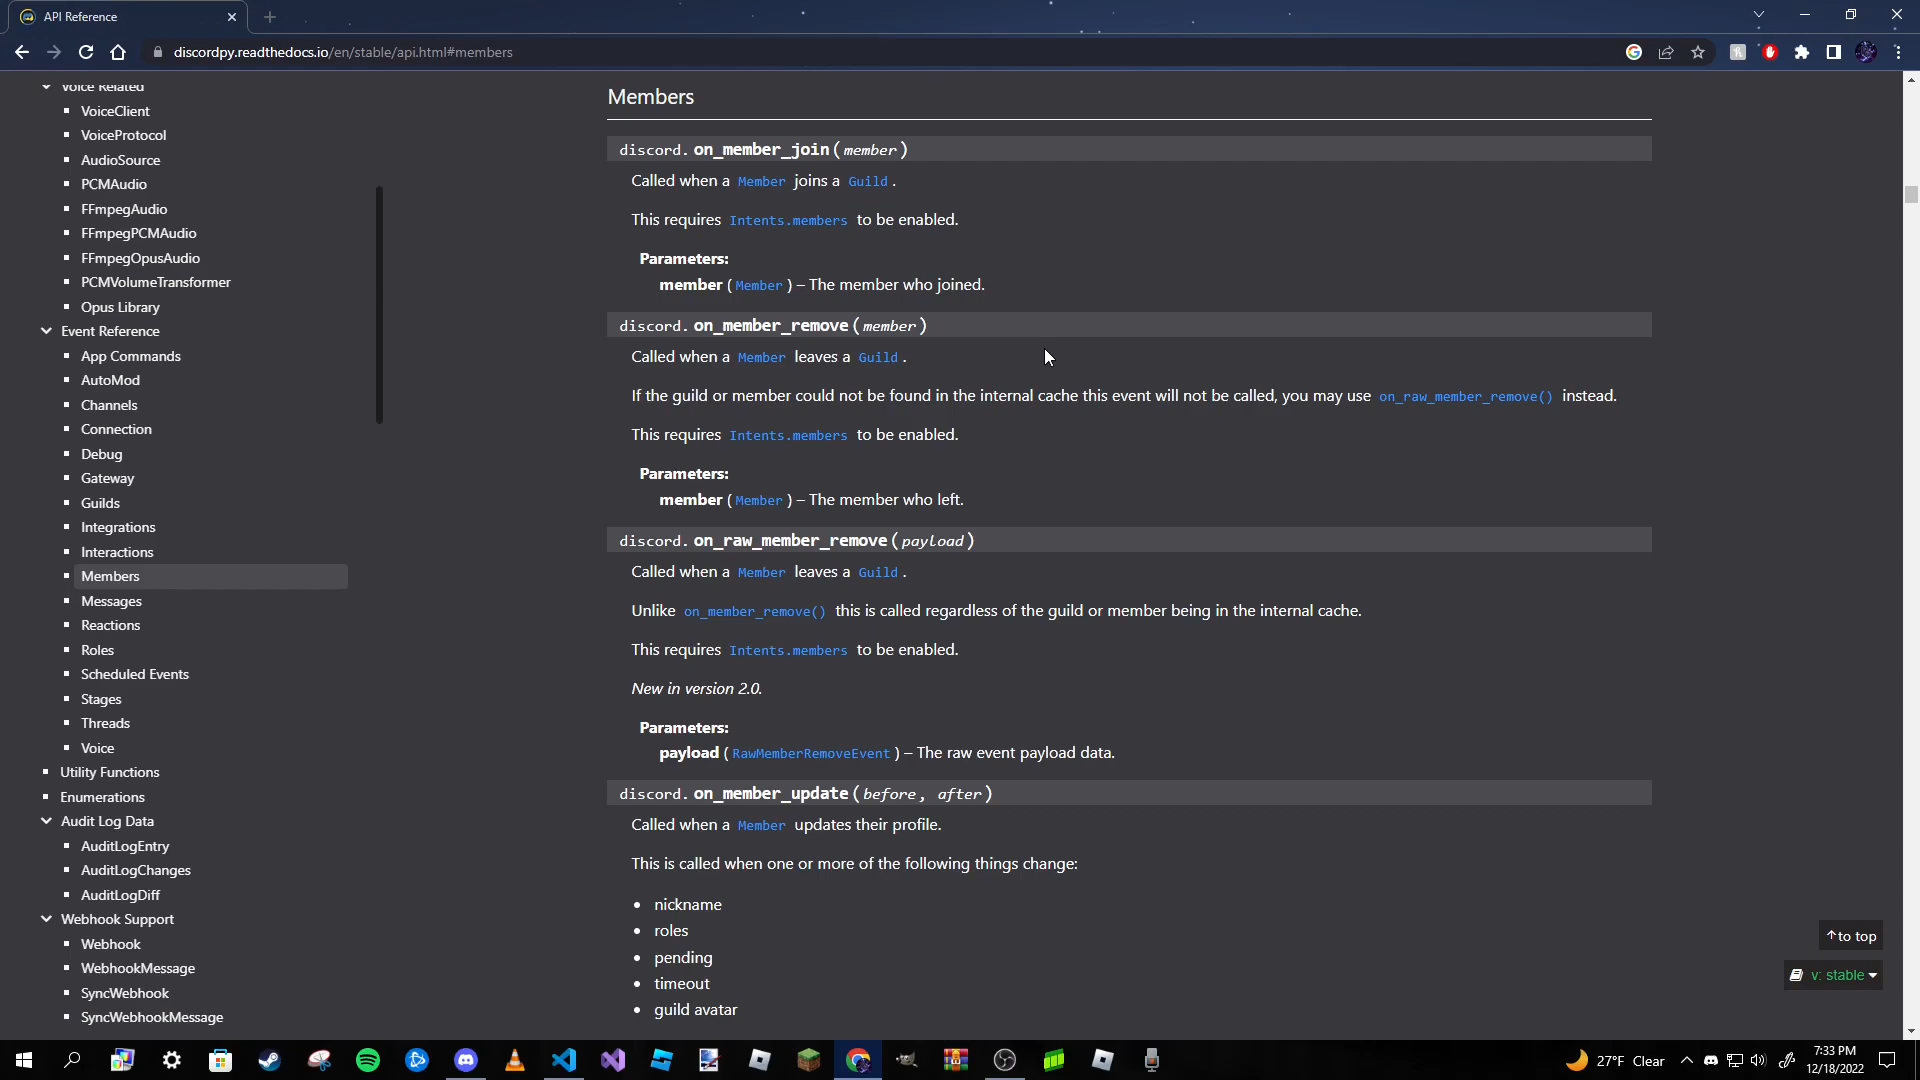 API Reference
discordpy.readthedocs.io/en/stable/api.html#members
Voice Related
VoiceClient
VoiceProtocol
AudioSource
PCMAudio
FFmpegAudio
FFmpegPCMAudio
FFmpegOpusAudio
PCMVolumeTransformer
Opus Library
Event Reference
App Commands
AutoMod
Channels
Connection
Debug
Gateway
Guilds
Integrations
Interactions
Members
Messages
Reactions
Roles
Scheduled Events
Stages
Threads
Voice
Utility Functions
Enumerations
Audit Log Data
AuditLogEntry
AuditLogChanges
AuditLogDiff
Webhook Support
Webhook
WebhookMessage
SyncWebhook
SyncWebhookMessage
Members
discord.on_member_join(member)
Called when a Member joins a Guild.
This requires Intents.members to be enabled.
Parameters:
member (Member) – The member who joined.
discord.on_member_remove(member)
Called when a Member leaves a Guild.
If the guild or member could not be found in the internal cache this event will not be called, you may use on_raw_member_remove() instead.
This requires Intents.members to be enabled.
Parameters:
member (Member) – The member who left.
discord.on_raw_member_remove(payload)
Called when a Member leaves a Guild.
Unlike on_member_remove() this is called regardless of the guild or member being in the internal cache.
This requires Intents.members to be enabled.
New in version 2.0.
Parameters:
payload (RawMemberRemoveEvent) – The raw event payload data.
discord.on_member_update(before, after)
Called when a Member updates their profile.
This is called when one or more of the following things change:
• nickname
• roles
• pending
• timeout
• guild avatar
↑to top
v: stable
27°F Clear
7:33 PM
12/18/2022